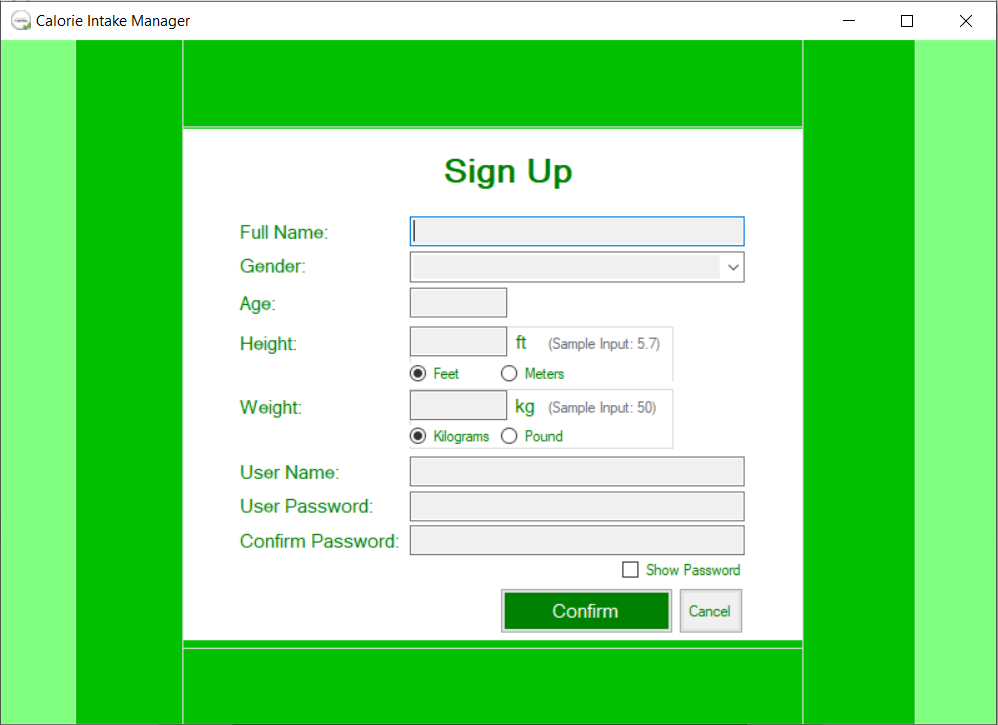 Calorie Intake Manager
Sign Up
Full Name:
Gender:
Age:
Height: ft (Sample Input: 5.7)
Feet Meters
Weight: kg (Sample Input: 50)
Kilograms Pound
User Name:
User Password:
Confirm Password:
Show Password
Confirm Cancel